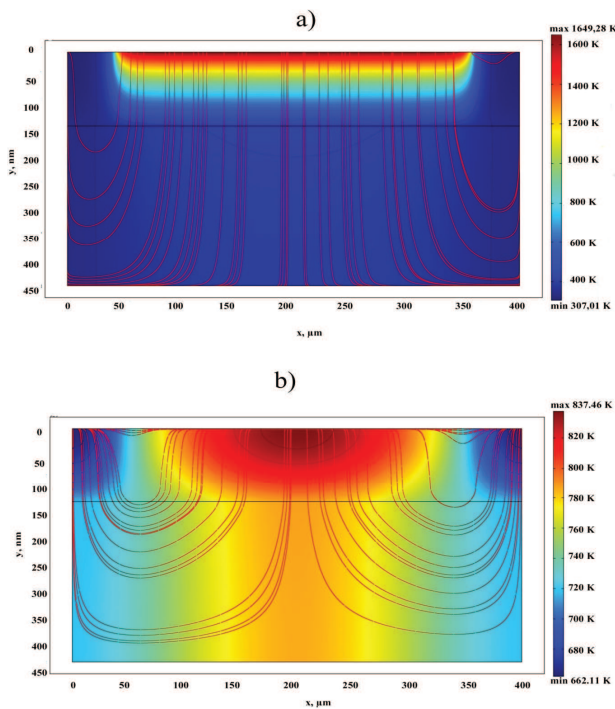 a)
max 1649,28 K
0
50
100
150
200
250
300
350
400
450
y, nm
0 50 100 150 200 250 300 350 400
x, µm
1600 K
1400 K
1200 K
1000 K
800 K
600 K
400 K
min 307,01 K
b)
max 837.46 K
0
50
100
150
200
250
300
350
400
450
y, nm
0 50 100 150 200 250 300 350 400
x, µm
820 K
800 K
780 K
760 K
740 K
720 K
700 K
680 K
min 662.11 K